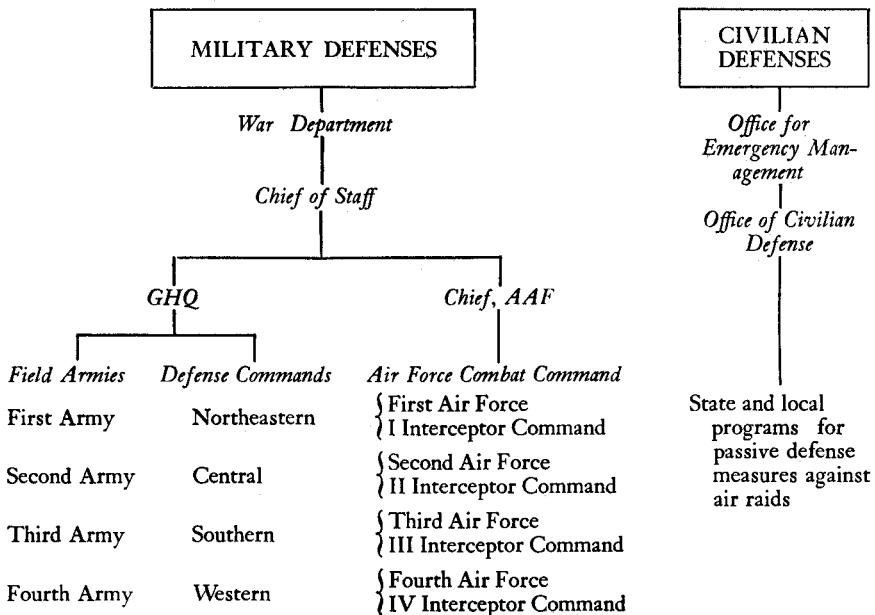 MILITARY DEFENSES
War Department
Chief of Staff
GHQ
Chief, AAF
Field Armies
Defense Commands
Air Force Combat Command
First Army
Northeastern
First Air Force
I Interceptor Command
Second Army
Central
Second Air Force
II Interceptor Command
Third Army
Southern
Third Air Force
III Interceptor Command
Fourth Army
Western
Fourth Air Force
IV Interceptor Command
CIVILIAN
DEFENSES
Office for
Emergency Man-
agement
Office of Civilian
Defense
State and local
programs for
passive defense
measures against
air raids